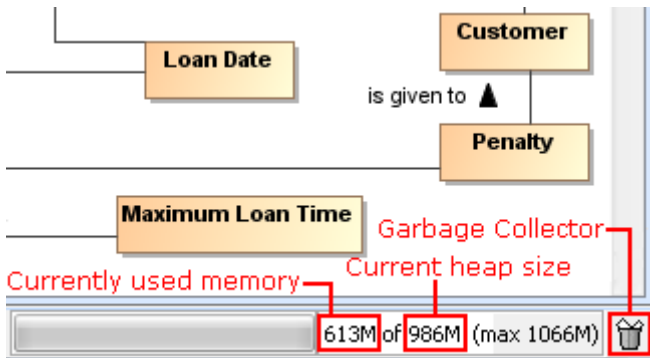 Customer
Loan Date
is given to
Penalty
Maximum Loan Time
Garbage Collector
Current heap size
Currently used memory
613M of 986M (max 1066M)